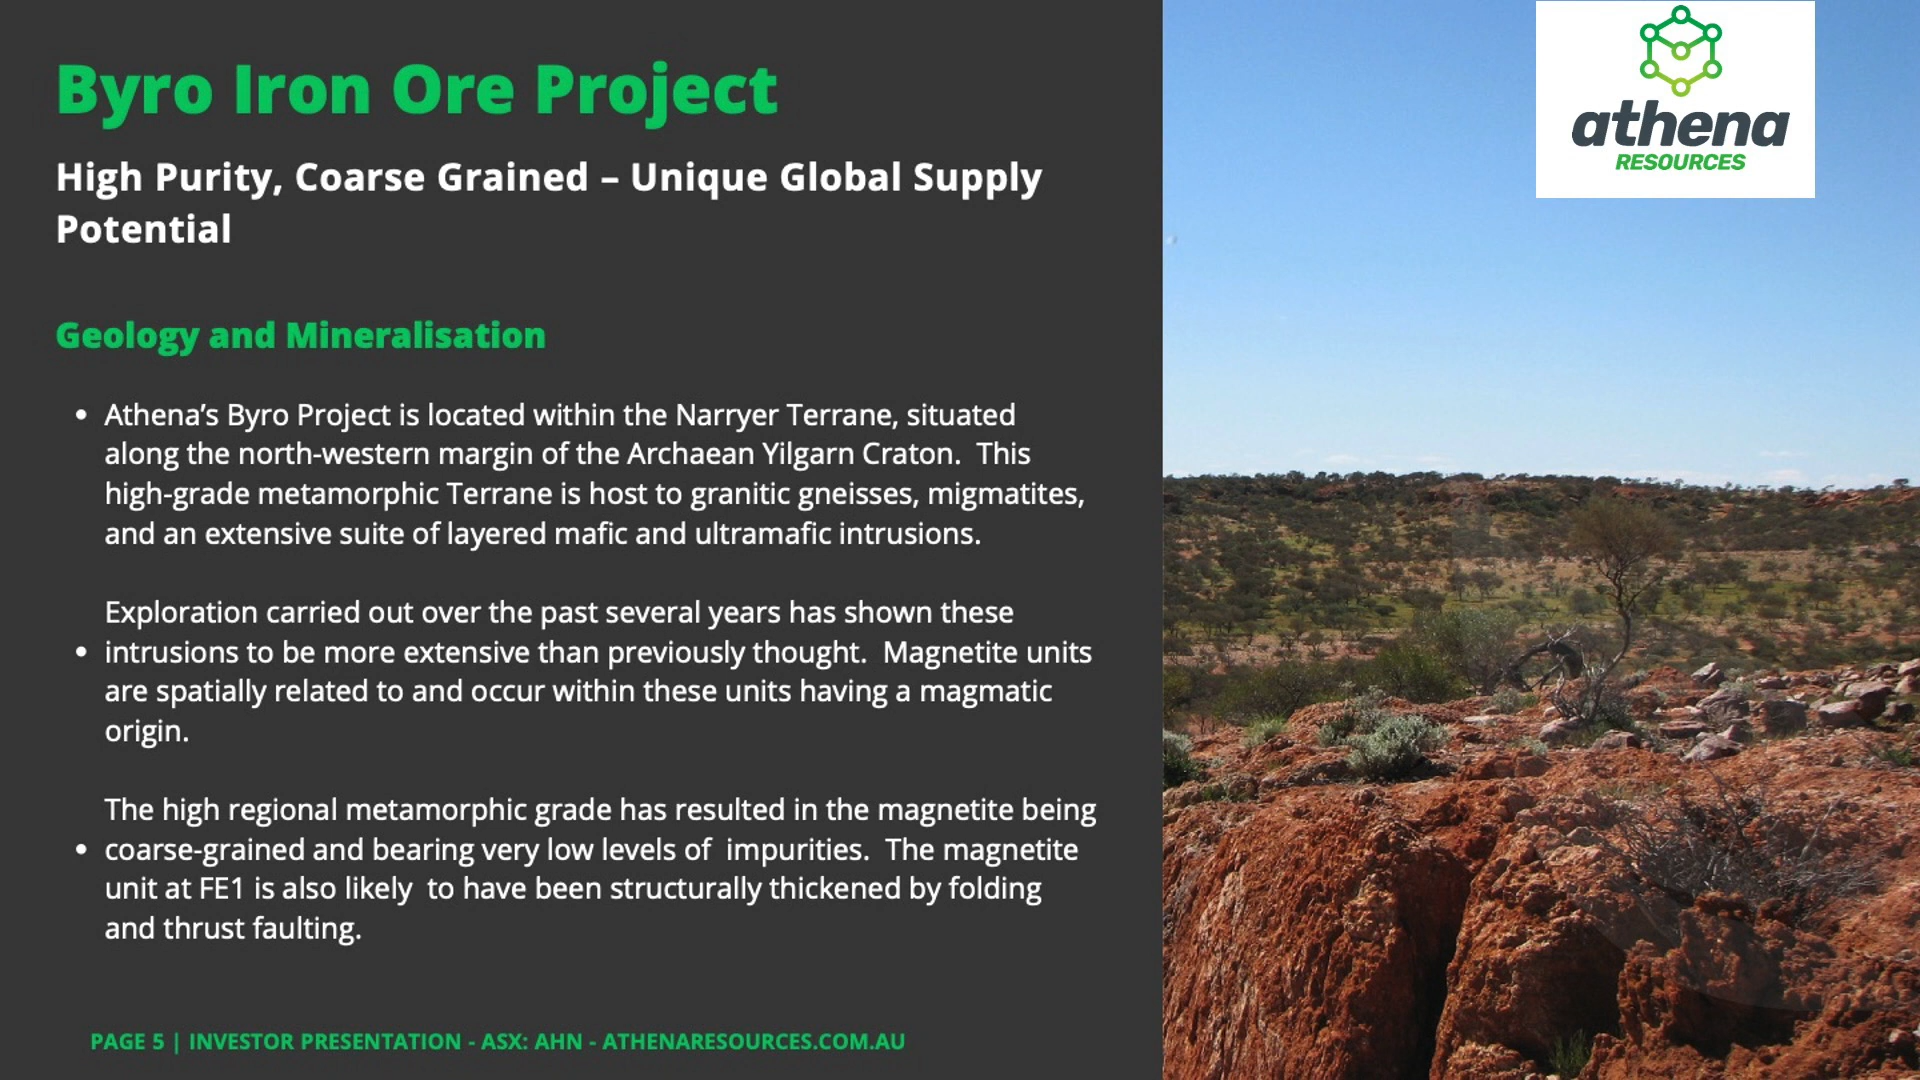 Byro Iron Ore Project
High Purity, Coarse Grained – Unique Global Supply
Potential
Geology and Mineralisation
• Athena’s Byro Project is located within the Narryer Terrane, situated
along the north-western margin of the Archaean Yilgarn Craton.  This
high-grade metamorphic Terrane is host to granitic gneisses, migmatites,
and an extensive suite of layered mafic and ultramafic intrusions.
Exploration carried out over the past several years has shown these
• intrusions to be more extensive than previously thought.  Magnetite units
are spatially related to and occur within these units having a magmatic
origin.
The high regional metamorphic grade has resulted in the magnetite being
• coarse-grained and bearing very low levels of  impurities.  The magnetite
unit at FE1 is also likely  to have been structurally thickened by folding
and thrust faulting.
PAGE 5 | INVESTOR PRESENTATION - ASX: AHN - ATHENARESOURCES.COM.AU
athena
RESOURCES